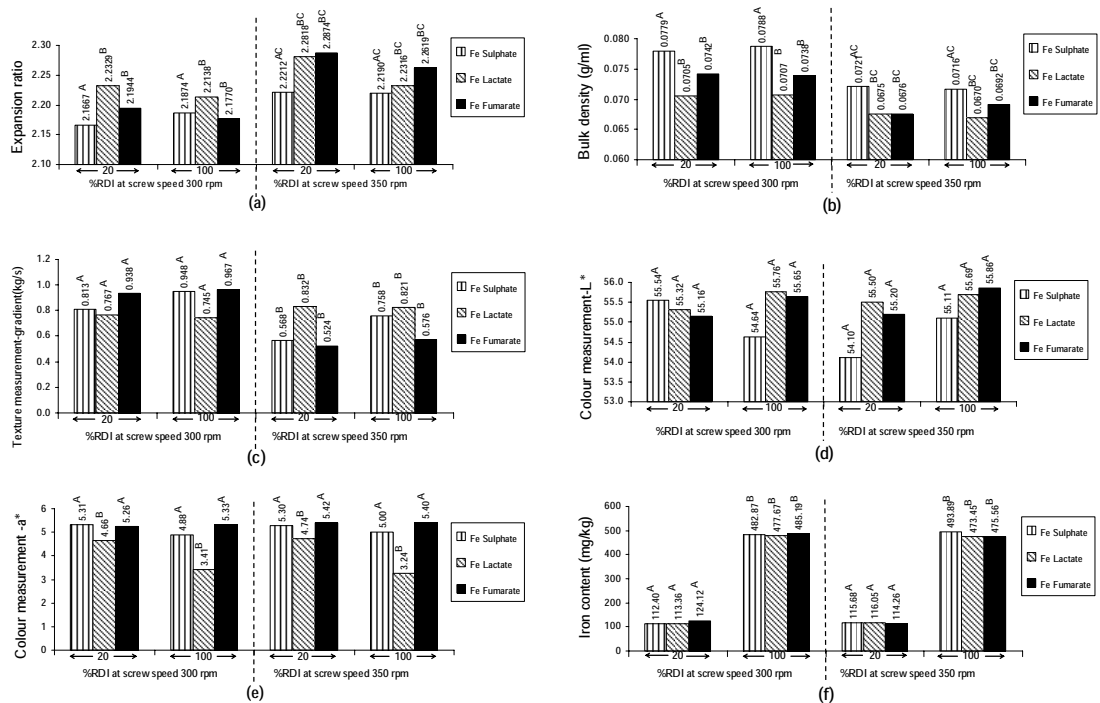 2.30
2.25
2.20
2.15
2.10
Expansion ratio
2.1667 A
2.2329 B
2.1944 B
2.1874 A
2.2138 B
2.1770 B
2.2212 AC
2.2818 BC
2.2874 BC
2.2190 AC
2.2316 BC
2.2619 BC
20
100
20
100
%RDI at screw speed 300 rpm
%RDI at screw speed 350 rpm
Fe Sulphate
Fe Lactate
Fe Fumarate
(a)
0.080
0.075
0.070
0.065
0.060
Bulk density (g/ml)
0.0779 A
0.0705 B
0.0742 B
0.0788 A
0.0707 B
0.0738 B
0.0721 AC
0.0675 BC
0.0676 BC
0.0716 AC
0.0670 BC
0.0692 BC
20
100
20
100
%RDI at screw speed 300 rpm
%RDI at screw speed 350 rpm
Fe Sulphate
Fe Lactate
Fe Fumarate
(b)
1.2
1.0
0.8
0.6
0.4
0.2
0.0
Texture measurement-gradient(kg/s)
0.813 A
0.767 A
0.938 A
0.948 A
0.745 A
0.967 A
0.568 B
0.832 B
0.524 B
0.758 B
0.821 B
0.576 B
20
100
20
100
%RDI at screw speed 300 rpm
%RDI at screw speed 350 rpm
Fe Sulphate
Fe Lactate
Fe Fumarate
(c)
56.0
55.5
55.0
54.5
54.0
53.5
53.0
Colour measurement-L *
55.54 A
55.32 A
55.16 A
54.64 A
55.76 A
55.65 A
54.10 A
55.50 A
55.20 A
55.11 A
55.69 A
55.86 A
20
100
20
100
%RDI at screw speed 300 rpm
%RDI at screw speed 350 rpm
Fe Sulphate
Fe Lactate
Fe Fumarate
(d)
6
5
4
3
2
1
0
Colour measurement -a*
5.31 A
4.66 B
5.26 A
4.88 A
3.41 B
5.33 A
5.30 A
4.74 B
5.42 A
5.00 A
3.24 B
5.40 A
20
100
20
100
%RDI at screw speed 300 rpm
%RDI at screw speed 350 rpm
Fe Sulphate
Fe Lactate
Fe Fumarate
(e)
600
500
400
300
200
100
0
Iron content (mg/kg)
112.40 A
113.36 A
124.12 A
482.87 B
477.67 B
485.19 B
115.68 A
116.05 A
114.26 A
493.89 B
473.45 B
475.56 B
20
100
20
100
%RDI at screw speed 300 rpm
%RDI at screw speed 350 rpm
Fe Sulphate
Fe Lactate
Fe Fumarate
(f)